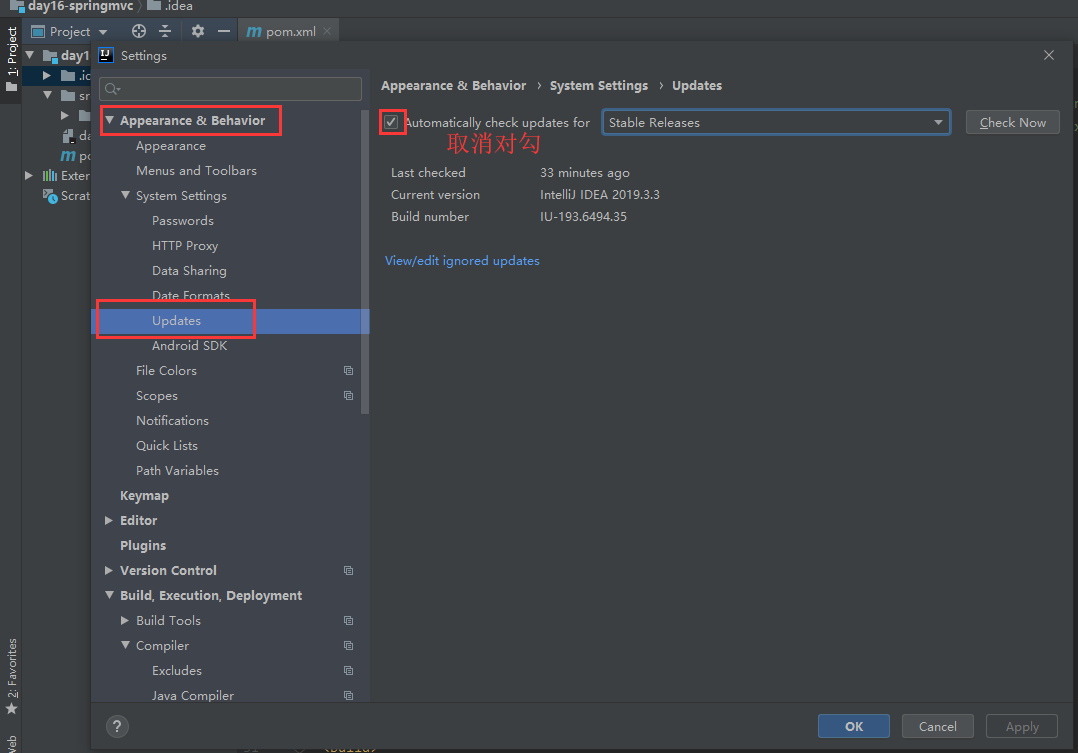 day16-springmvc .idea
Project
pom.xml
1: Project
day1
.ic
sr
da
po
Exter
Scrat
Settings
Appearance & Behavior › System Settings › Updates
Appearance & Behavior
Automatically check updates for Stable Releases Check Now
取消对勾
Appearance
Menus and Toolbars
System Settings
Passwords
HTTP Proxy
Data Sharing
Date Formats
Updates
Android SDK
File Colors
Scopes
Notifications
Quick Lists
Path Variables
Keymap
Editor
Plugins
Version Control
Build, Execution, Deployment
Build Tools
Compiler
Excludes
Java Compiler
Last checked 33 minutes ago
Current version IntelliJ IDEA 2019.3.3
Build number IU-193.6494.35
View/edit ignored updates
2: Favorites
OK Cancel Apply